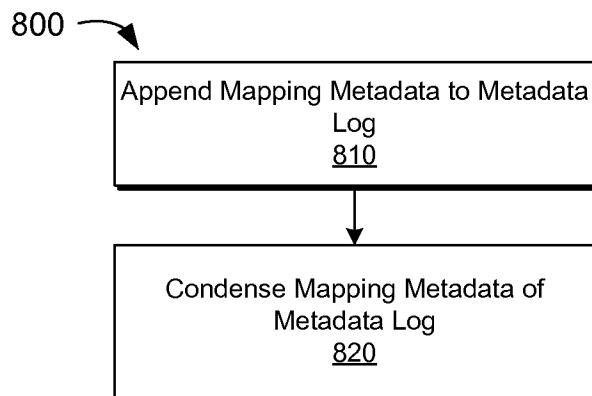 800
Append Mapping Metadata to Metadata
Log
810
Condense Mapping Metadata of
Metadata Log
820